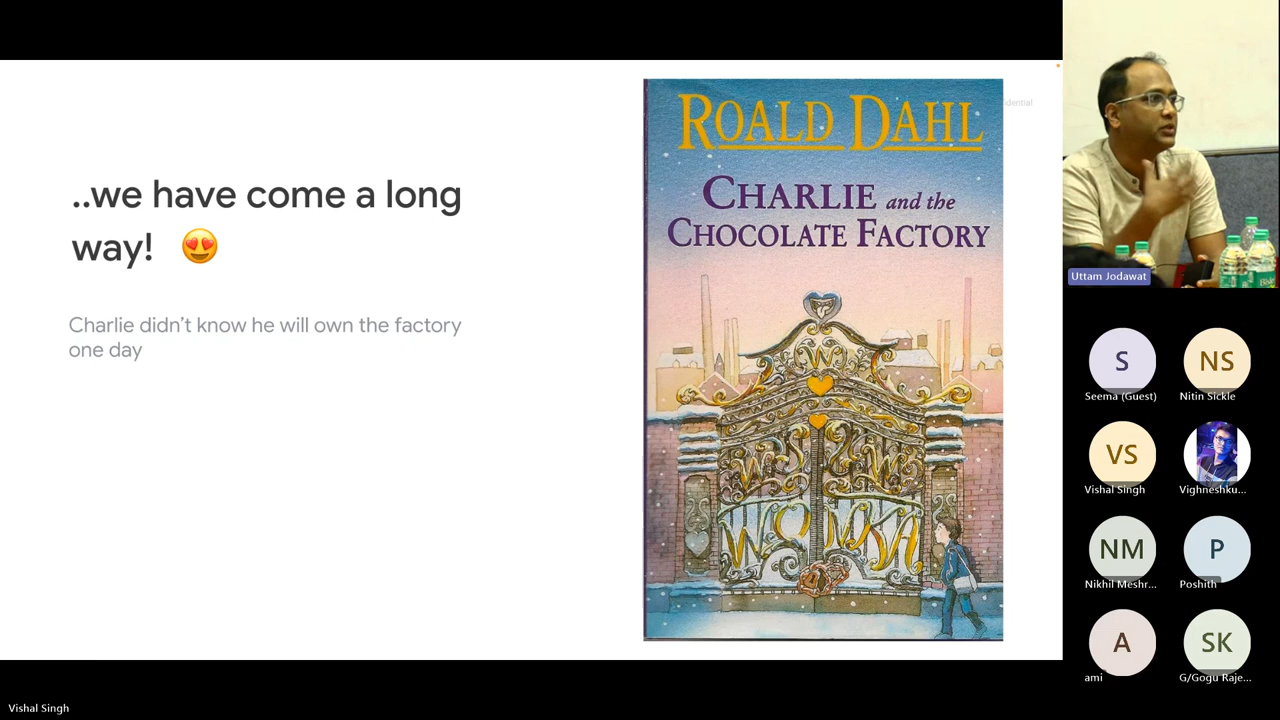 ..we have come a long
way! 😍
Charlie didn’t know he will own the factory
one day
ROALD DAHL
CHARLIE and the
CHOCOLATE FACTORY
W
WONKA
dential
Uttam Jodawat
S
Seema (Guest)
NS
Nitin Sickle
VS
Vishal Singh
Vighneshku...
NM
Nikhil Meshr...
P
Poshith
A
ami
SK
G/Gogu Raje...
Vishal Singh